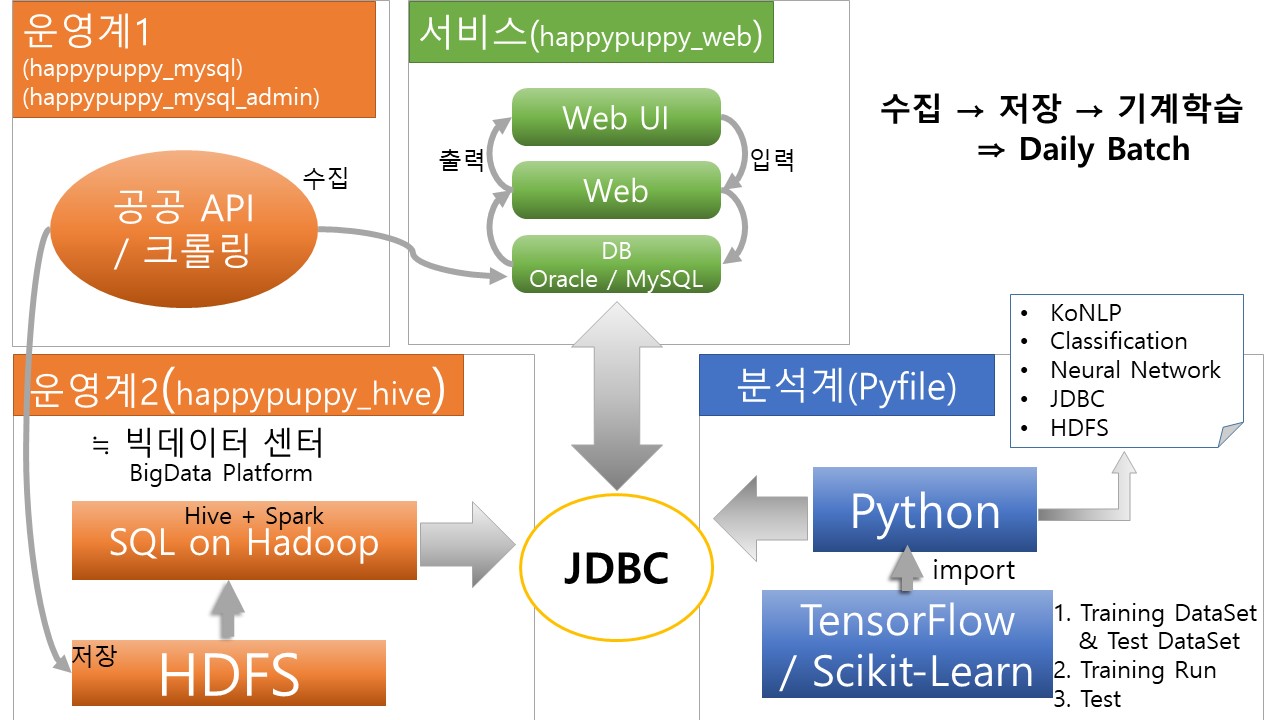 운영계1
(happypuppy_mysql)
(happypuppy_mysql_admin)
공공 API
/ 크롤링
수집
서비스(happypuppy_web)
Web UI
출력
입력
Web
DB
Oracle / MySQL
수집 → 저장 → 기계학습
⇒ Daily Batch
운영계2(happypuppy_hive)
≒ 빅데이터 센터
BigData Platform
Hive + Spark
SQL on Hadoop
저장
HDFS
JDBC
분석계(Pyfile)
• KoNLP
• Classification
• Neural Network
• JDBC
• HDFS
Python
import
TensorFlow
/ Scikit-Learn
1. Training DataSet
& Test DataSet
2. Training Run
3. Test